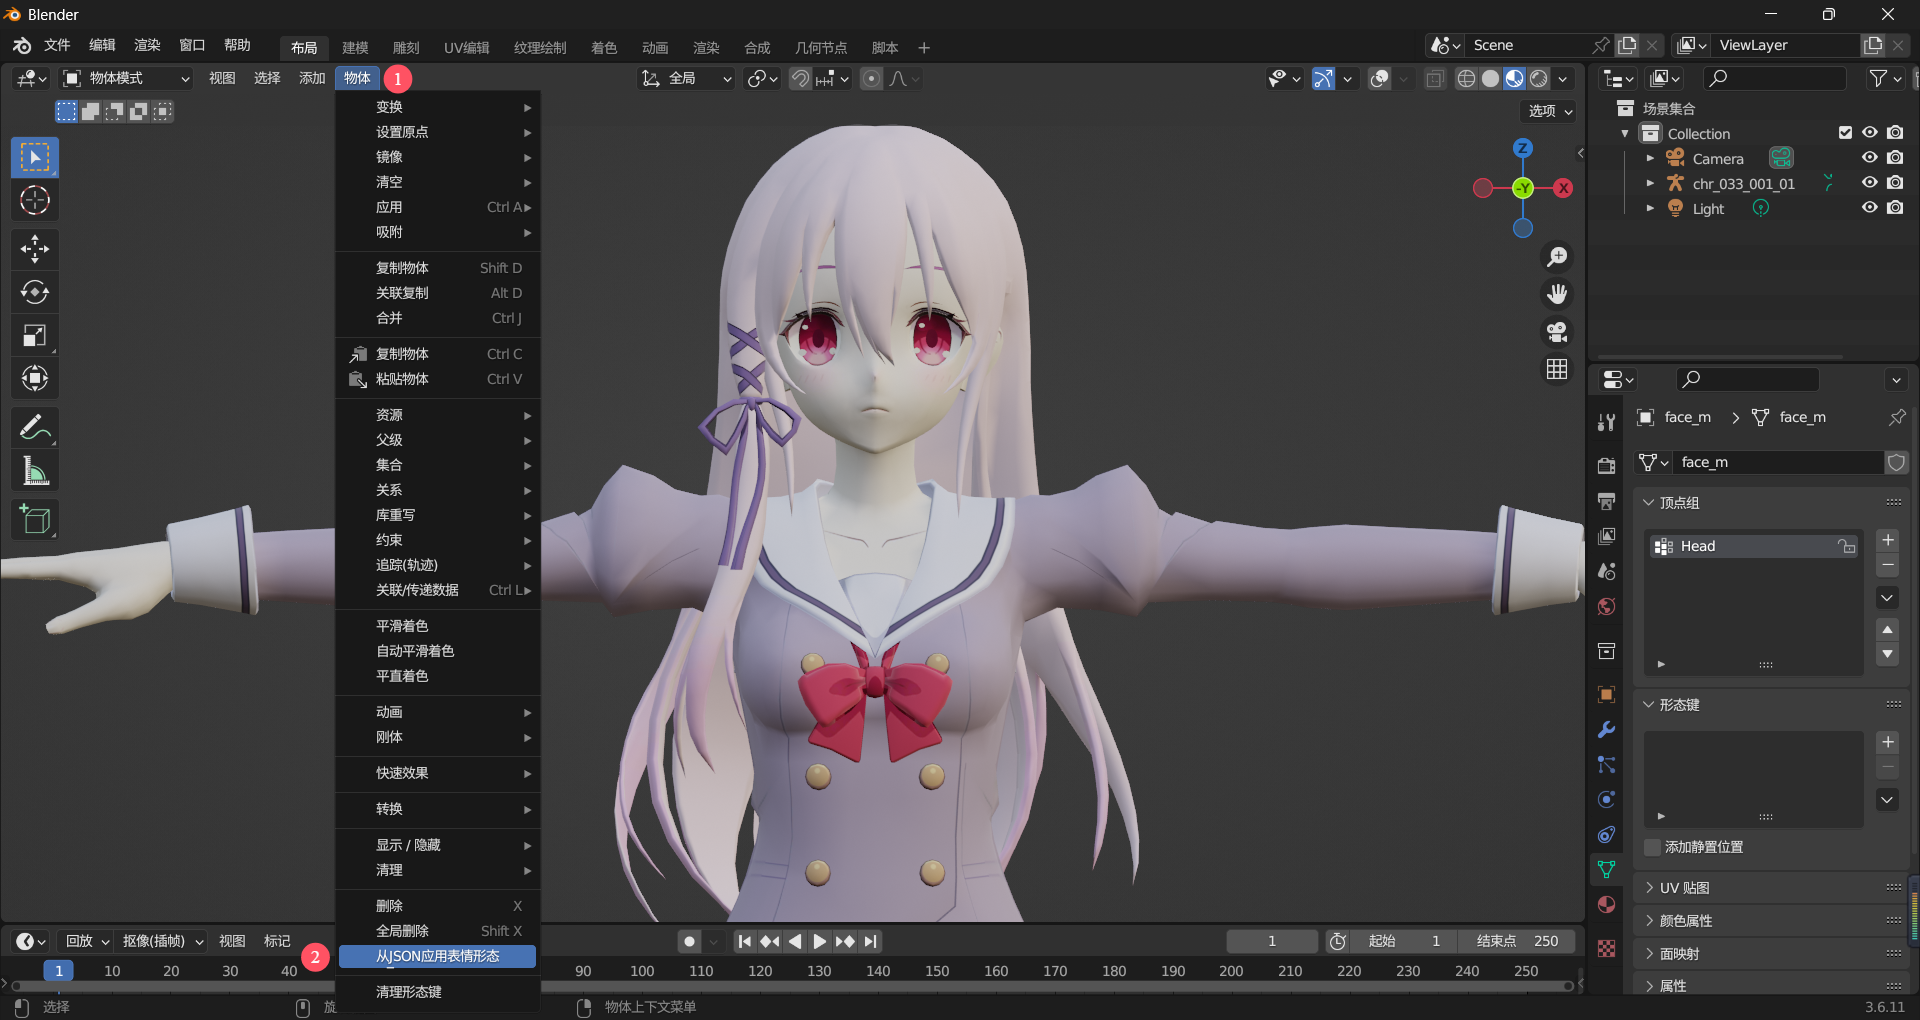 Blender
文件 编辑 渲染 窗口 帮助 布局 建模 雕刻 UV编辑 纹理绘制 着色 动画 渲染 合成 几何节点 脚本 + Scene ViewLayer
物体模式 视图 选择 添加 物体 1 全局
选项
变换
设置原点
镜像
清空
应用 Ctrl A
吸附
复制物体 Shift D
关联复制 Alt D
合并 Ctrl J
复制物体 Ctrl C
粘贴物体 Ctrl V
资源
父级
集合
关系
库重写
约束
追踪(轨迹)
关联/传递数据 Ctrl L
平滑着色
自动平滑着色
平直着色
动画
刚体
快速效果
转换
显示 / 隐藏
清理
删除 X
全局删除 Shift X
2 从JSON应用表情形态
清理形态键
Z
-Y X
场景集合
Collection
Camera
chr_033_001_01
Light
face_m face_m
face_m
顶点组
Head
形态键
添加静置位置
UV 贴图
颜色属性
面映射
属性
回放 抠像(插帧) 视图 标记 1 起始 1 结束点 250
1 10 20 30 40 90 100 110 120 130 140 150 160 170 180 190 200 210 220 230 240 250
选择 旋 物体上下文菜单 3.6.11